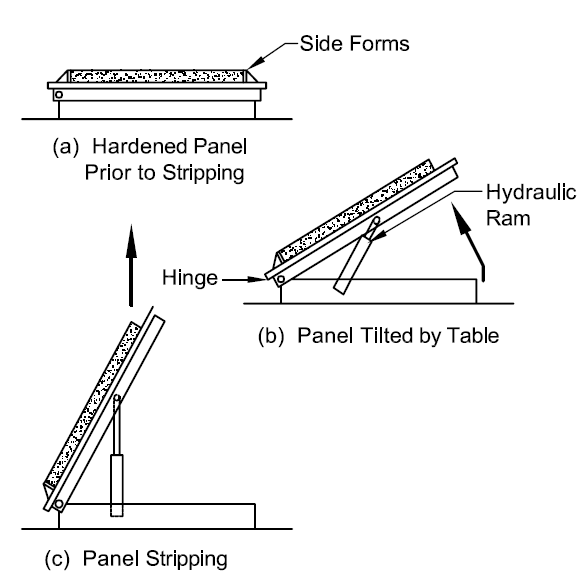 Side Forms
(a) Hardened Panel
Prior to Stripping
Hydraulic
Ram
Hinge
(b) Panel Tilted by Table
(c) Panel Stripping